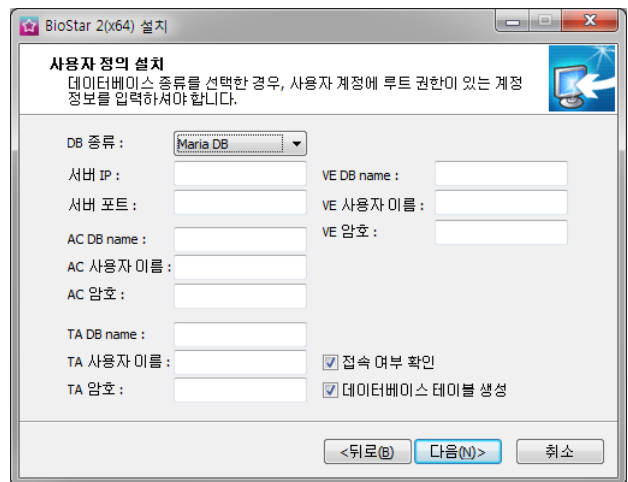 BioStar 2(x64) 설치
사용자 정의 설치
데이터베이스 종류를 선택한 경우, 사용자 계정에 루트 권한이 있는 계정
정보를 입력하셔야 합니다.
DB 종류 : Maria DB
서버 IP : VE DB name :
서버 포트 : VE 사용자 이름 :
AC DB name : VE 암호 :
AC 사용자 이름 :
AC 암호 :
TA DB name :
TA 사용자 이름 : 접속 여부 확인
TA 암호 : 데이터베이스 테이블 생성
<뒤로(B) 다음(N)> 취소